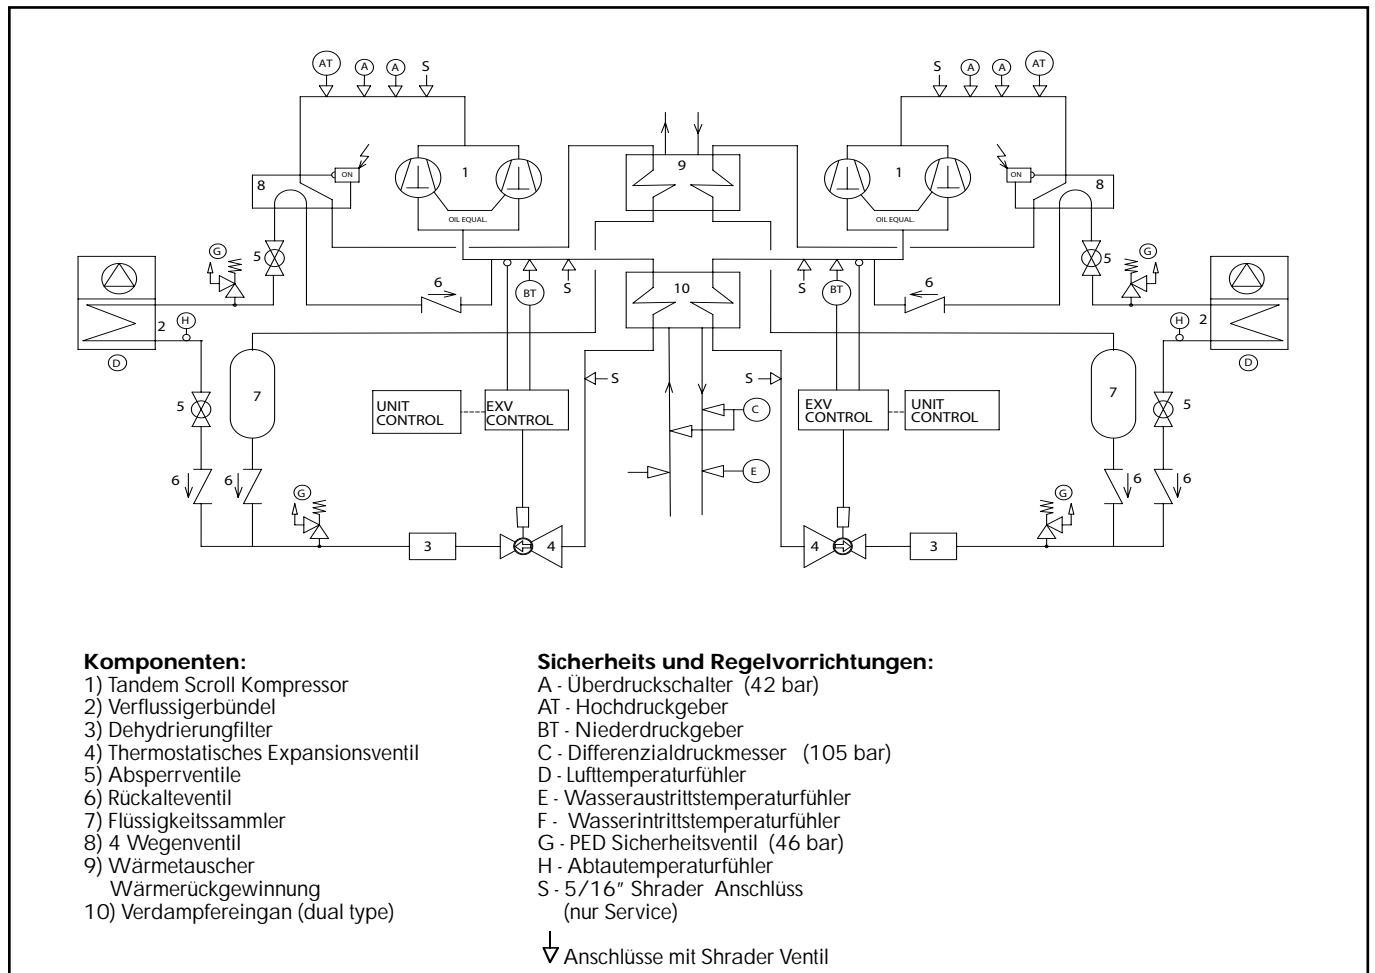 AT A A S
S A A AT
ON
8
1
OIL EQUAL.
9
1
OIL EQUAL.
ON
8
G
5
5
G
6
BT
S
10
S
BT
6
2
H
D
H
2
D
S
S
5
7
UNIT
CONTROL
EXV
CONTROL
C
EXV
CONTROL
UNIT
CONTROL
7
5
6
6
E
6
6
G
G
3
4
4
3
Komponenten:
1) Tandem Scroll Kompressor
2) Verflussigerbündel
3) Dehydrierungfilter
4) Thermostatisches Expansionsventil
5) Absperrventile
6) Rückalteventil
7) Flüssigkeitssammler
8) 4 Wegenventil
9) Wärmetauscher
Wärmerückgewinnung
10) Verdampfereingan (dual type)
Sicherheits und Regelvorrichtungen:
A - Überdruckschalter (42 bar)
AT - Hochdruckgeber
BT - Niederdruckgeber
C - Differenzialdruckmesser (105 bar)
D - Lufttemperaturfühler
E - Wasseraustrittstemperaturfühler
F - Wasserintrittstemperaturfühler
G - PED Sicherheitsventil (46 bar)
H - Abtautemperaturfühler
S - 5/16" Shrader Anschlüss
(nur Service)
Anschlüsse mit Shrader Ventil